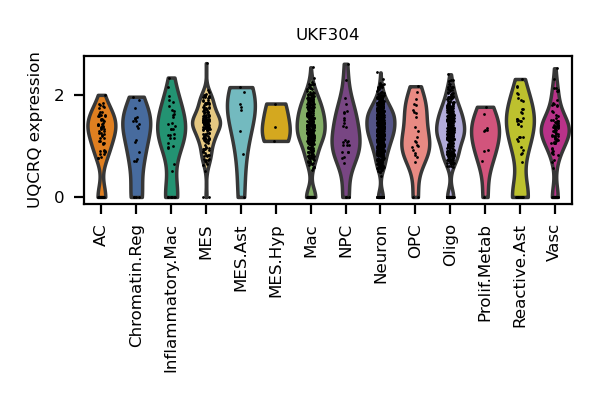 UKF304
UQCRQ expression
2
0
AC
Chromatin.Reg
Inflammatory.Mac
MES
MES.Ast
MES.Hyp
Mac
NPC
Neuron
OPC
Oligo
Prolif.Metab
Reactive.Ast
Vasc